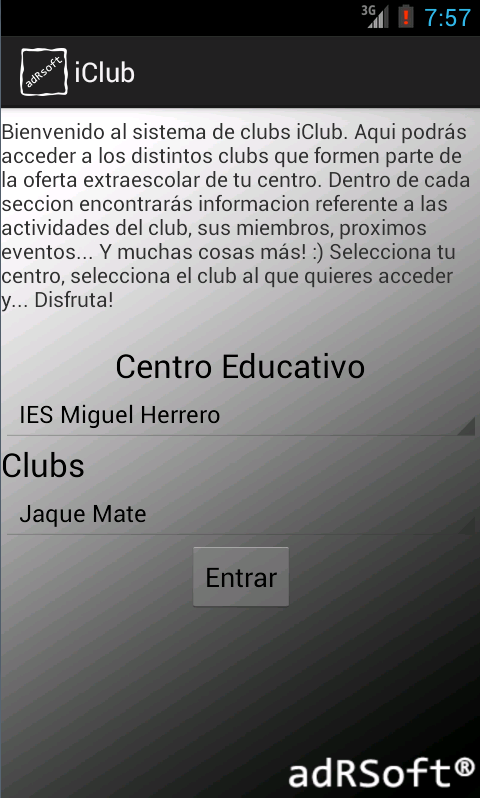 3G 7:57
adRsoft iClub
Bienvenido al sistema de clubs iClub. Aqui podrás
acceder a los distintos clubs que formen parte de
la oferta extraescolar de tu centro. Dentro de cada
seccion encontrarás informacion referente a las
actividades del club, sus miembros, proximos
eventos... Y muchas cosas más! :) Selecciona tu
centro, selecciona el club al que quieres acceder
y... Disfruta!
Centro Educativo
IES Miguel Herrero
Clubs
Jaque Mate
Entrar
adRSoft®